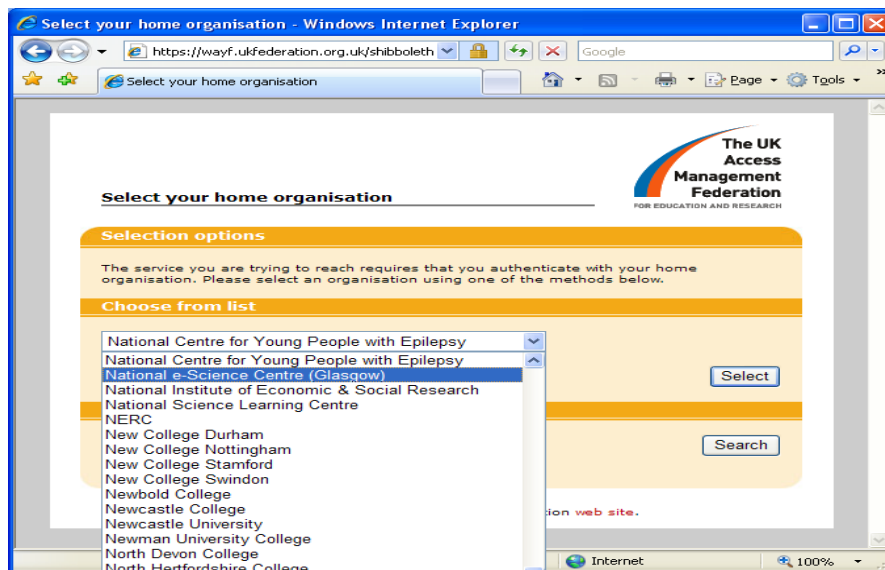 Select your home organisation - Windows Internet Explorer
https://wayf.ukfederation.org.uk/shibboleth
Google
Select your home organisation
Page
Tools
The UK
Access
Management
Federation
FOR EDUCATION AND RESEARCH
Select your home organisation
Selection options
The service you are trying to reach requires that you authenticate with your home
organisation. Please select an organisation using one of the methods below.
Choose from list
National Centre for Young People with Epilepsy
National Centre for Young People with Epilepsy
National e-Science Centre (Glasgow)
Select
National Institute of Economic & Social Research
National Science Learning Centre
NERC
New College Durham
New College Nottingham
Search
New College Stamford
New College Swindon
Newbold College
Newcastle College
ion web site.
Newcastle University
Newman University College
North Devon College
North Hertfordshire College
Internet
100%